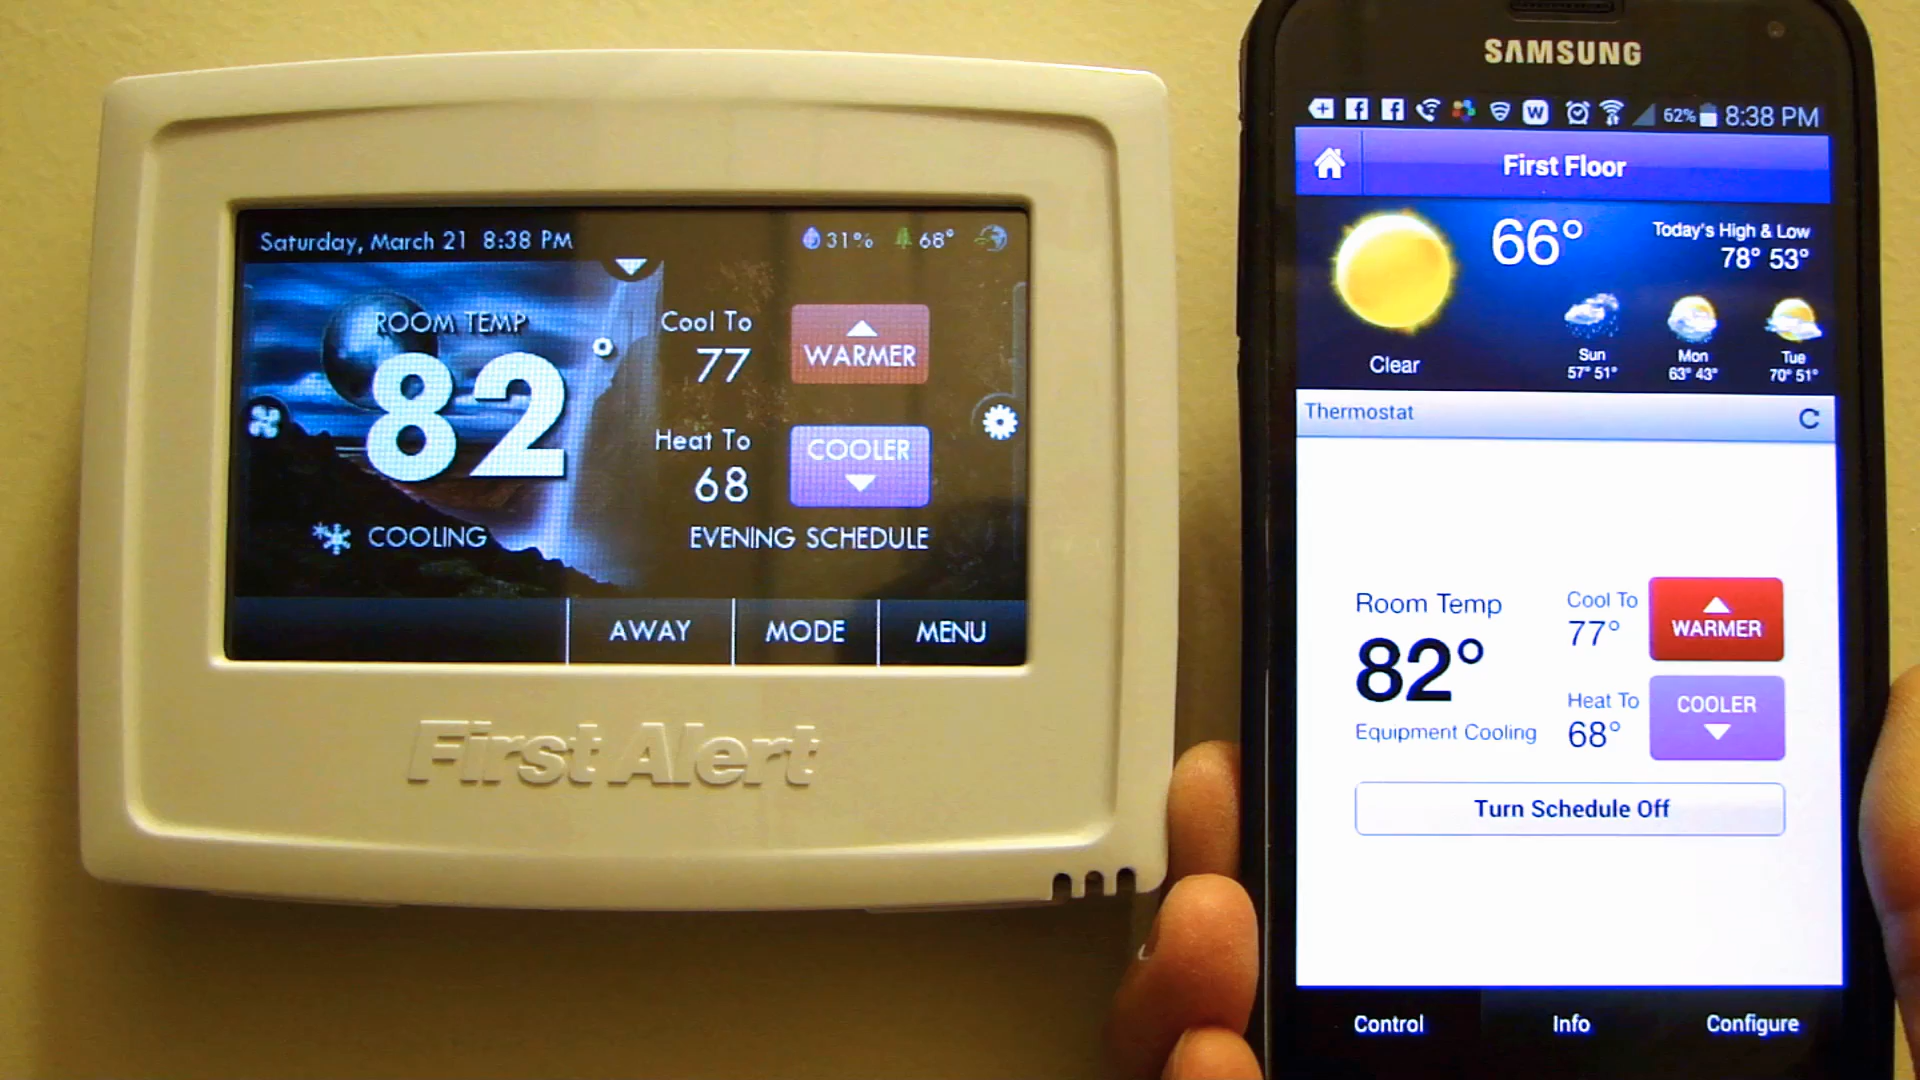 Saturday, March 21 8:38 PM
31% 68°
ROOM TEMP
82
Cool To
77
WARMER
Heat To
68
COOLER
COOLING
EVENING SCHEDULE
AWAY MODE MENU
First Alert
SAMSUNG
62% 8:38 PM
First Floor
66°
Today's High & Low
78° 53°
Clear
Sun Mon Tue
57° 51° 63° 43° 70° 51°
Thermostat
Room Temp
82°
Equipment Cooling
Cool To
77°
WARMER
Heat To
68°
COOLER
Turn Schedule Off
Control Info Configure